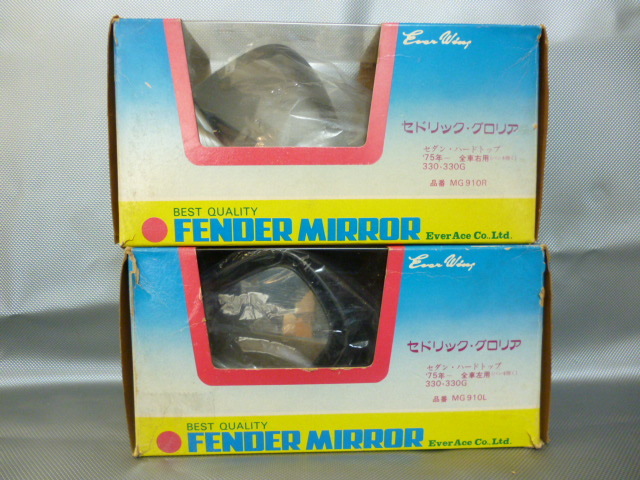 Ever Wing
セドリック・グロリア
セダン・ハードトップ
'75年— 全車右用
330-330G
品番 MG910R
BEST QUALITY
FENDER MIRROR Ever Ace Co., Ltd.
Ever Wing
セドリック・グロリア
セダン・ハードトップ
'75年— 全車左用
330-330G
品番 MG910L
BEST QUALITY
FENDER MIRROR Ever Ace Co., Ltd.